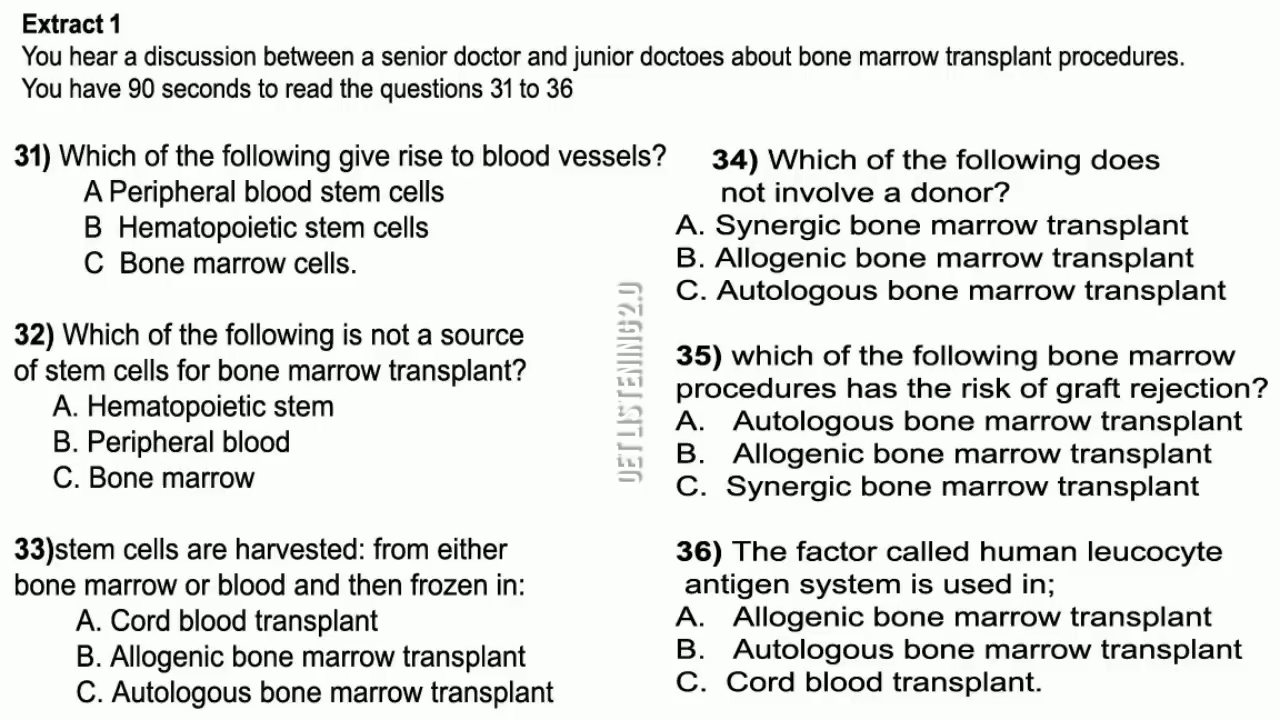 Extract 1
You hear a discussion between a senior doctor and junior doctoes about bone marrow transplant procedures.
You have 90 seconds to read the questions 31 to 36
31) Which of the following give rise to blood vessels?
A Peripheral blood stem cells
B Hematopoietic stem cells
C Bone marrow cells.
32) Which of the following is not a source
of stem cells for bone marrow transplant?
A. Hematopoietic stem
B. Peripheral blood
C. Bone marrow
33)stem cells are harvested: from either
bone marrow or blood and then frozen in:
A. Cord blood transplant
B. Allogenic bone marrow transplant
C. Autologous bone marrow transplant
OET LISTENING2.0
34) Which of the following does
not involve a donor?
A. Synergic bone marrow transplant
B. Allogenic bone marrow transplant
C. Autologous bone marrow transplant
35) which of the following bone marrow
procedures has the risk of graft rejection?
A. Autologous bone marrow transplant
B. Allogenic bone marrow transplant
C. Synergic bone marrow transplant
36) The factor called human leucocyte
antigen system is used in;
A. Allogenic bone marrow transplant
B. Autologous bone marrow transplant
C. Cord blood transplant.